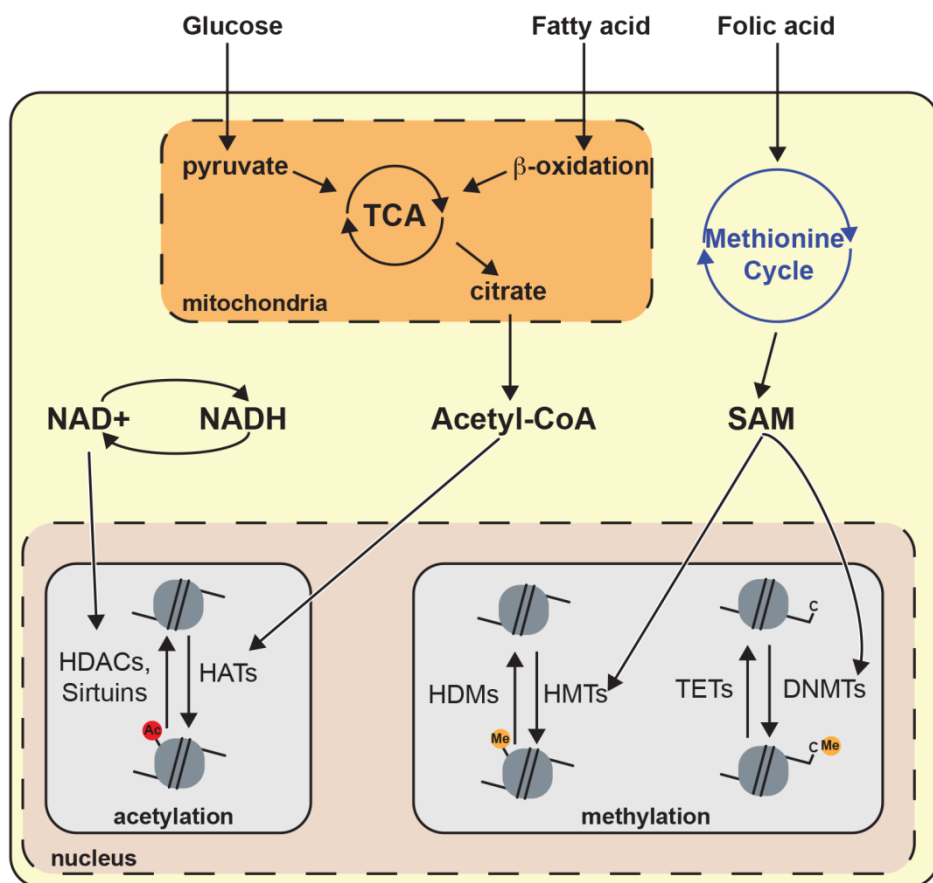 Glucose
Fatty acid
Folic acid
pyruvate
β-oxidation
TCA
Methionine
Cycle
citrate
mitochondria
NAD+
NADH
Acetyl-CoA
SAM
C
HDACs,
Sirtuins
HATs
HDMs
HMTs
TETs
DNMTs
Ac
Me
C
Me
acetylation
methylation
nucleus